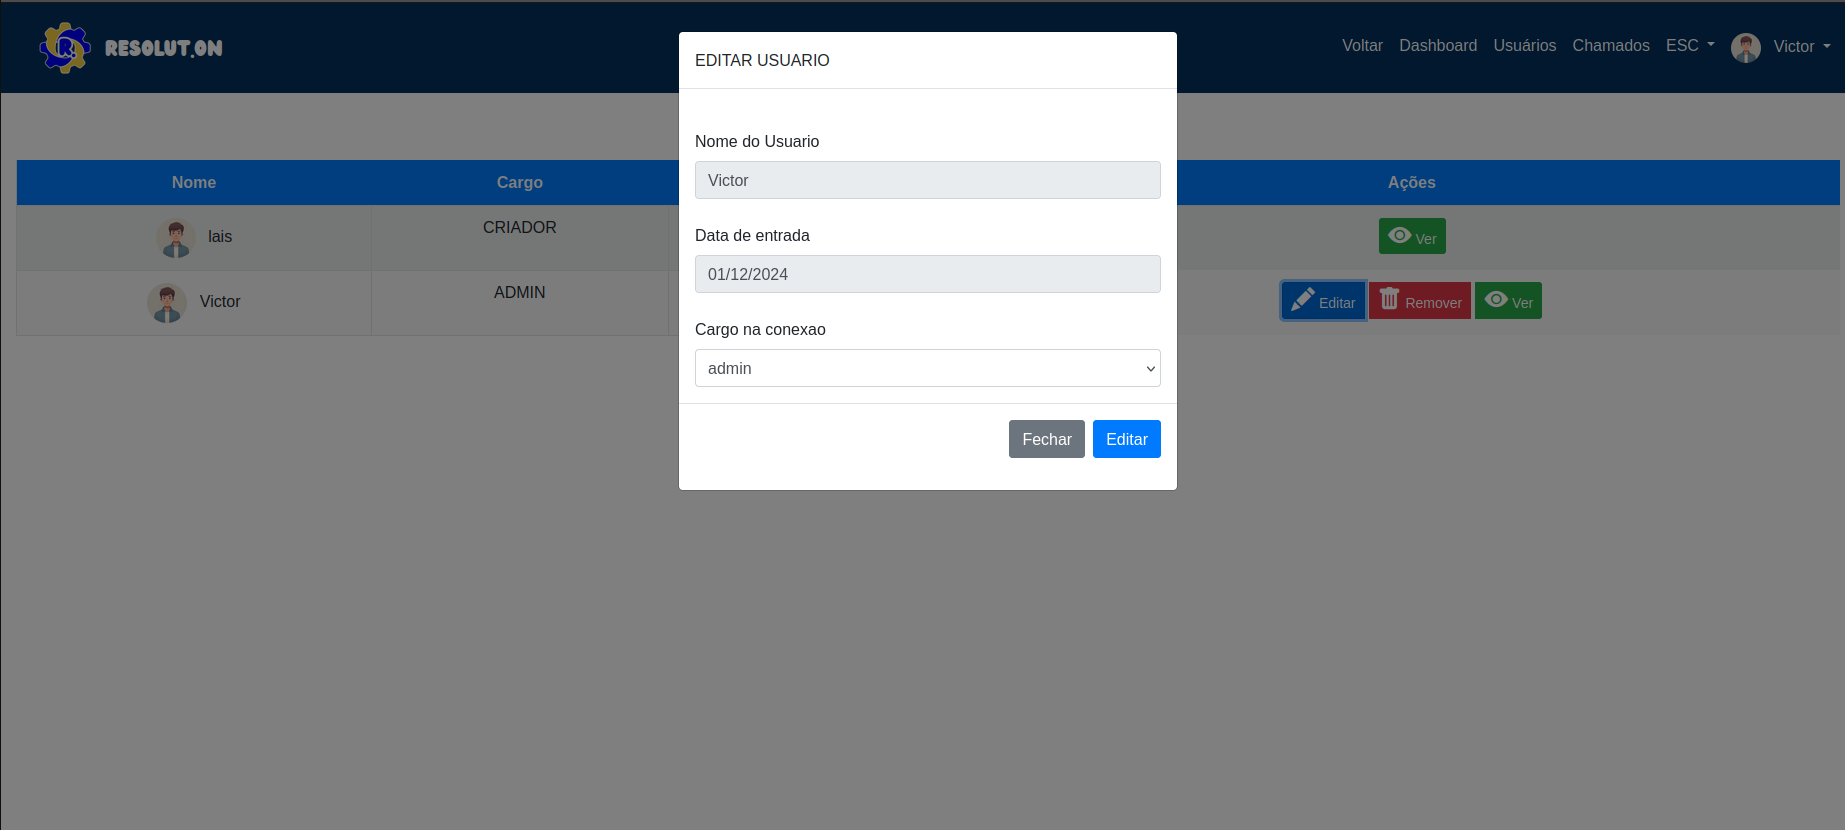 RESOLUT.ON
Voltar Dashboard Usuários Chamados ESC Victor
EDITAR USUARIO
Nome do Usuario
Victor
Data de entrada
01/12/2024
Cargo na conexao
admin
Fechar Editar
Nome Cargo Ações
lais CRIADOR Ver
Victor ADMIN Editar Remover Ver